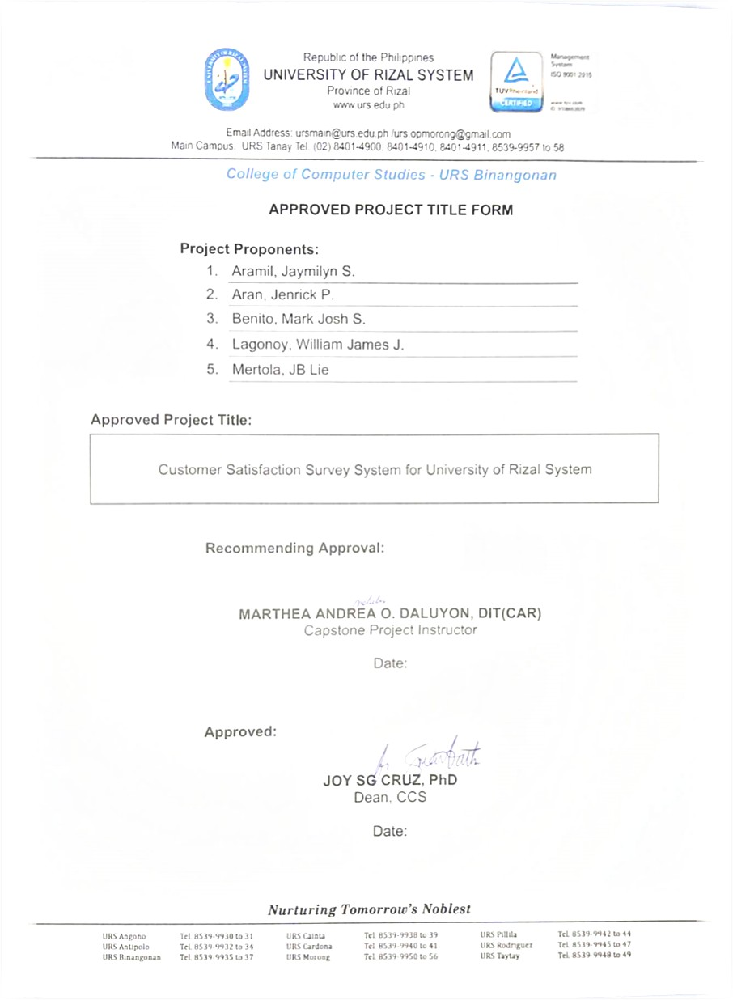 Republic of the Philippines
UNIVERSITY OF RIZAL SYSTEM
Province of Rizal
www.urs.edu.ph
UNIVERSITY OF RIZAL SYSTEM
TÜVRheinland
CERTIFIED
Management
System
ISO 9001:2015
www.tuv.com
Email Address: ursmain@urs.edu.ph /urs.opmorong@gmail.com
Main Campus: URS Tanay Tel. (02) 8401-4900; 8401-4910; 8401-4911; 8539-9957 to 58
College of Computer Studies - URS Binangonan
APPROVED PROJECT TITLE FORM
Project Proponents:
1. Aramil, Jaymilyn S.
2. Aran, Jenrick P.
3. Benito, Mark Josh S.
4. Lagonoy, William James J.
5. Mertola, JB Lie
Approved Project Title:
Customer Satisfaction Survey System for University of Rizal System
Recommending Approval:
MARTHEA ANDREA O. DALUYON, DIT(CAR)
Capstone Project Instructor
Date:
Approved:
JOY SG CRUZ, PhD
Dean, CCS
Date:
Nurturing Tomorrow's Noblest
URS Angono Tel. 8539-9930 to 31 URS Cainta Tel. 8539-9938 to 39 URS Pililla Tel. 8539-9942 to 44
URS Antipolo Tel. 8539-9932 to 34 URS Cardona Tel. 8539-9940 to 41 URS Rodriguez Tel. 8539-9945 to 47
URS Binangonan Tel. 8539-9935 to 37 URS Morong Tel. 8539-9950 to 56 URS Taytay Tel. 8539-9948 to 49